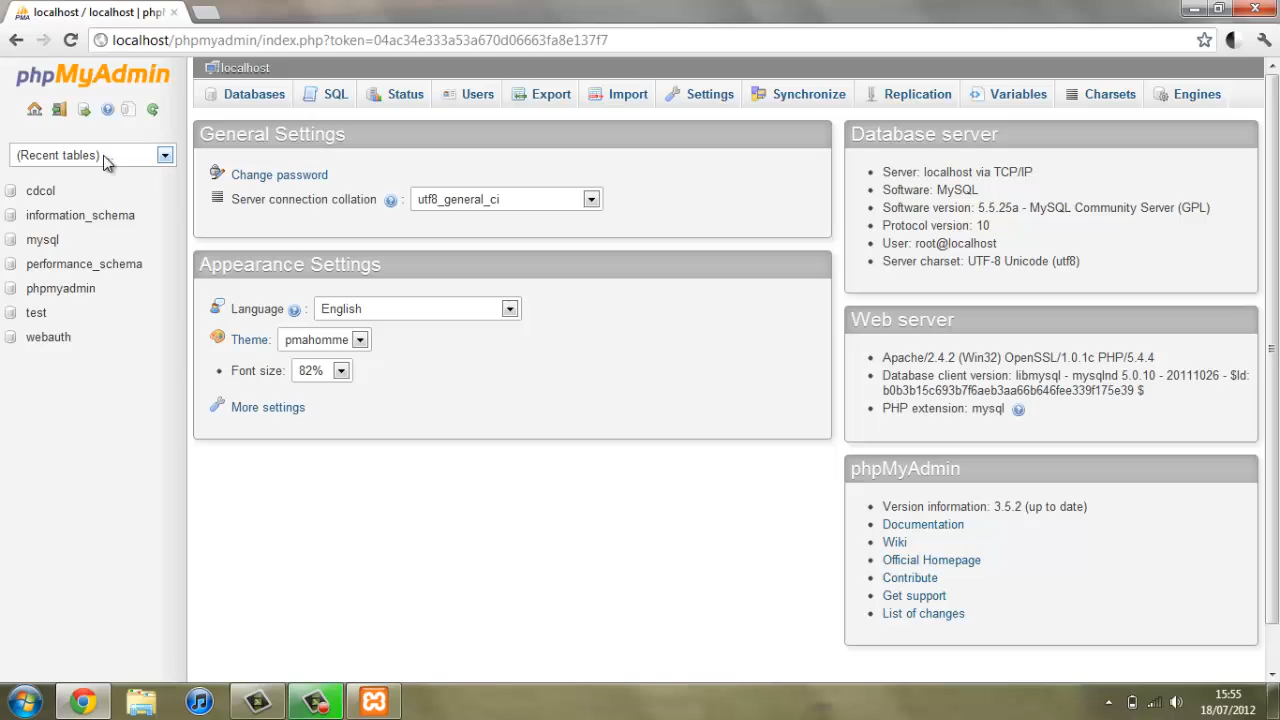 localhost / localhost | phpl
localhost/phpmyadmin/index.php?token=04ac34e333a53a670d06663fa8e137f7
phpMyAdmin
(Recent tables)
cdcol
information_schema
mysql
performance_schema
phpmyadmin
test
webauth
localhost
Databases SQL Status Users Export Import Settings Synchronize Replication Variables Charsets Engines
General Settings
Change password
Server connection collation : utf8_general_ci
Appearance Settings
Language : English
Theme: pmahomme
Font size: 82%
More settings
Database server
Server: localhost via TCP/IP
Software: MySQL
Software version: 5.5.25a - MySQL Community Server (GPL)
Protocol version: 10
User: root@localhost
Server charset: UTF-8 Unicode (utf8)
Web server
Apache/2.4.2 (Win32) OpenSSL/1.0.1c PHP/5.4.4
Database client version: libmysql - mysqlnd 5.0.10 - 20111026 - $Id:
b0b3b15c693b7f6aeb3aa66b646fee339f175e39 $
PHP extension: mysql
phpMyAdmin
Version information: 3.5.2 (up to date)
Documentation
Wiki
Official Homepage
Contribute
Get support
List of changes
15:55
18/07/2012